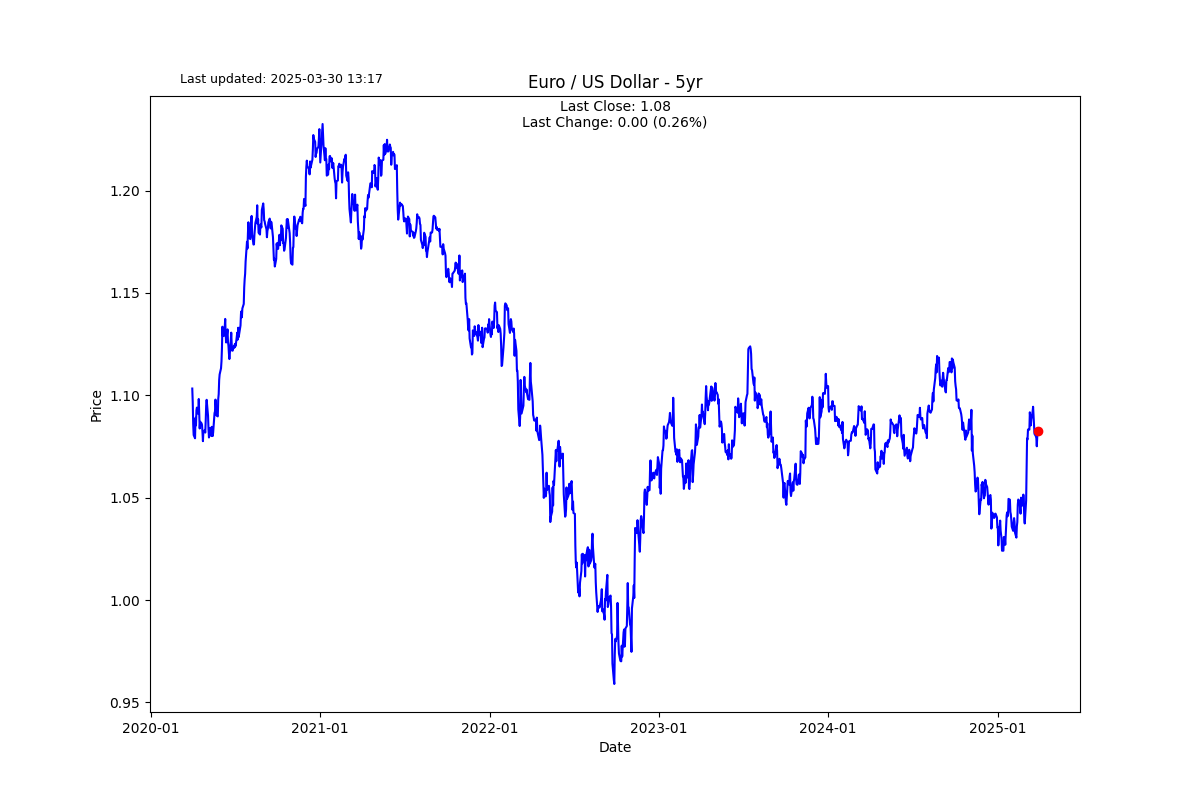 Last updated: 2025-03-30 13:17
Euro / US Dollar - 5yr
Last Close: 1.08
Last Change: 0.00 (0.26%)
1.20
1.15
1.10
1.05
1.00
0.95
Price
2020-01
2021-01
2022-01
2023-01
2024-01
2025-01
Date